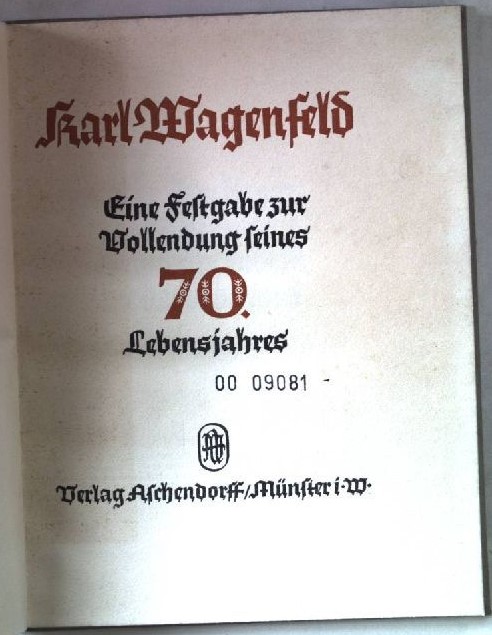 Karl Wagenfeld
Eine Festgabe zur
Vollendung seines
70.
Lebensjahres
00 09081 -
Verlag Aschendorff/Münster i·W·